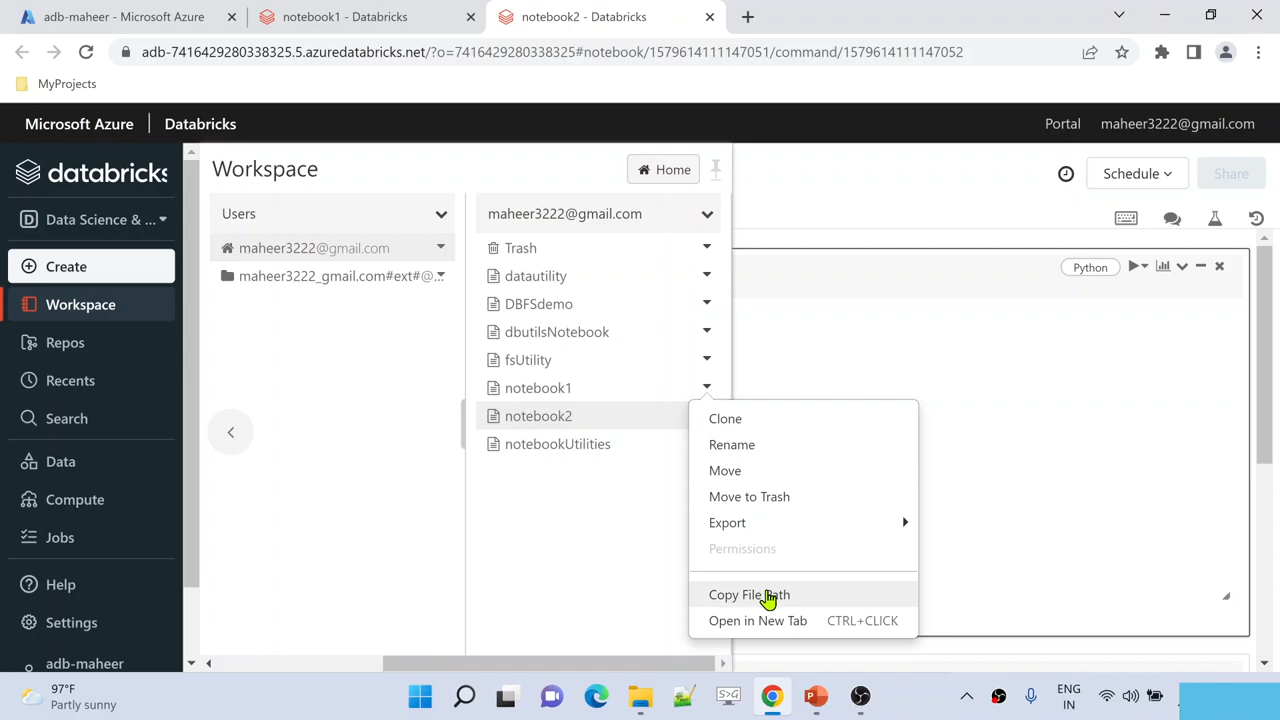 adb-maheer - Microsoft Azure
notebook1 - Databricks
notebook2 - Databricks
adb-7416429280338325.5.azuredatabricks.net/?o=7416429280338325#notebook/1579614111147051/command/1579614111147052
MyProjects
Microsoft Azure
Databricks
Portal
maheer3222@gmail.com
databricks
Data Science & ...
Create
Workspace
Repos
Recents
Search
Data
Compute
Jobs
Help
Settings
adb-maheer
Workspace
Home
Users
maheer3222@gmail.com
maheer3222_gmail.com#ext#@...
maheer3222@gmail.com
Trash
datautility
DBFSdemo
dbutilsNotebook
fsUtility
notebook1
notebook2
notebookUtilities
Clone
Rename
Move
Move to Trash
Export
Permissions
Copy File Path
Open in New Tab CTRL+CLICK
Schedule
Share
Python
97°F
Partly sunny
ENG
IN